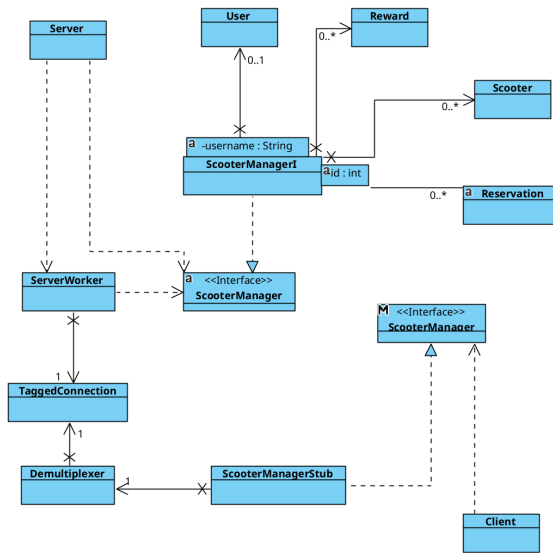 Server
User
Reward
0..*
0..1
Scooter
0..*
a -username : String
ScooterManagerI
a -id : int
0..*
a Reservation
ServerWorker
a <<Interface>>
ScooterManager
M <<Interface>>
ScooterManager
1
TaggedConnection
1
Demultiplexer
1
ScooterManagerStub
Client